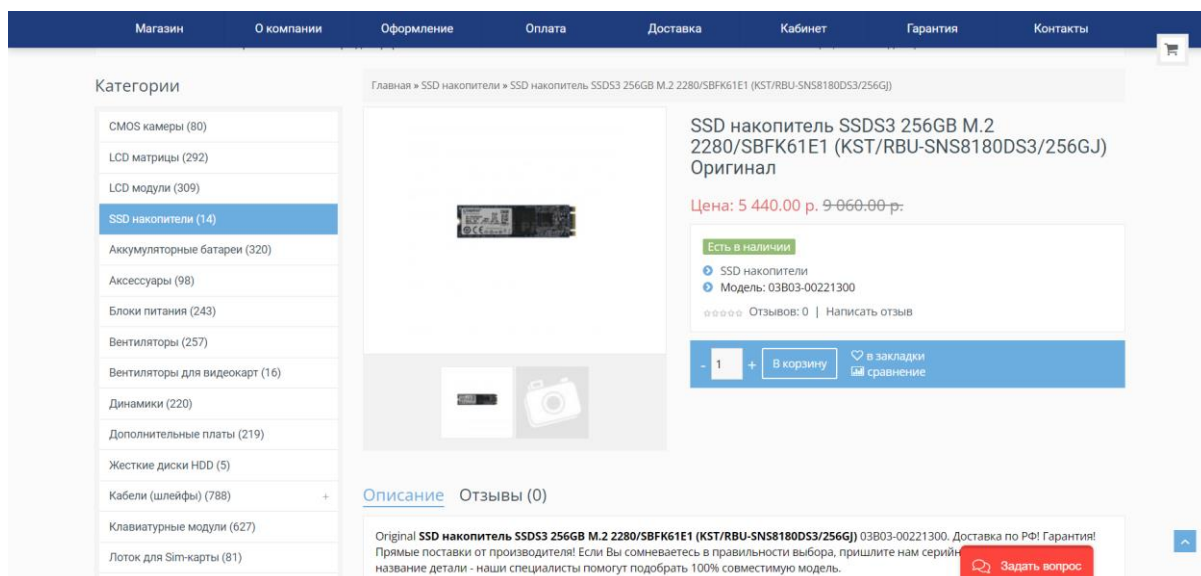 Магазин
О компании
Оформление
Оплата
Доставка
Кабинет
Гарантия
Контакты
Категории
CMOS камеры (80)
LCD матрицы (292)
LCD модули (309)
SSD накопители (14)
Аккумуляторные батареи (320)
Аксессуары (98)
Блоки питания (243)
Вентиляторы (257)
Вентиляторы для видеокарт (16)
Динамики (220)
Дополнительные платы (219)
Жесткие диски HDD (5)
Кабели (шлейфы) (788) +
Клавиатурные модули (627)
Лоток для Sim-карты (81)
Главная » SSD накопители » SSD накопитель SSDS3 256GB M.2 2280/SBFK61E1 (KST/RBU-SNS8180DS3/256GJ)
SSD накопитель SSDS3 256GB M.2
2280/SBFK61E1 (KST/RBU-SNS8180DS3/256GJ)
Оригинал
Цена: 5 440.00 р. 9 060.00 р.
Есть в наличии
SSD накопители
Модель: 03B03-00221300
Отзывов: 0 | Написать отзыв
- 1 + В корзину
в закладки
сравнение
Описание Отзывы (0)
Original SSD накопитель SSDS3 256GB M.2 2280/SBFK61E1 (KST/RBU-SNS8180DS3/256GJ) 03B03-00221300. Доставка по РФ! Гарантия!
Прямые поставки от производителя! Если Вы сомневаетесь в правильности выбора, пришлите нам
название детали - наши специалисты помогут подобрать 100% совместимую модель.
Задать вопрос